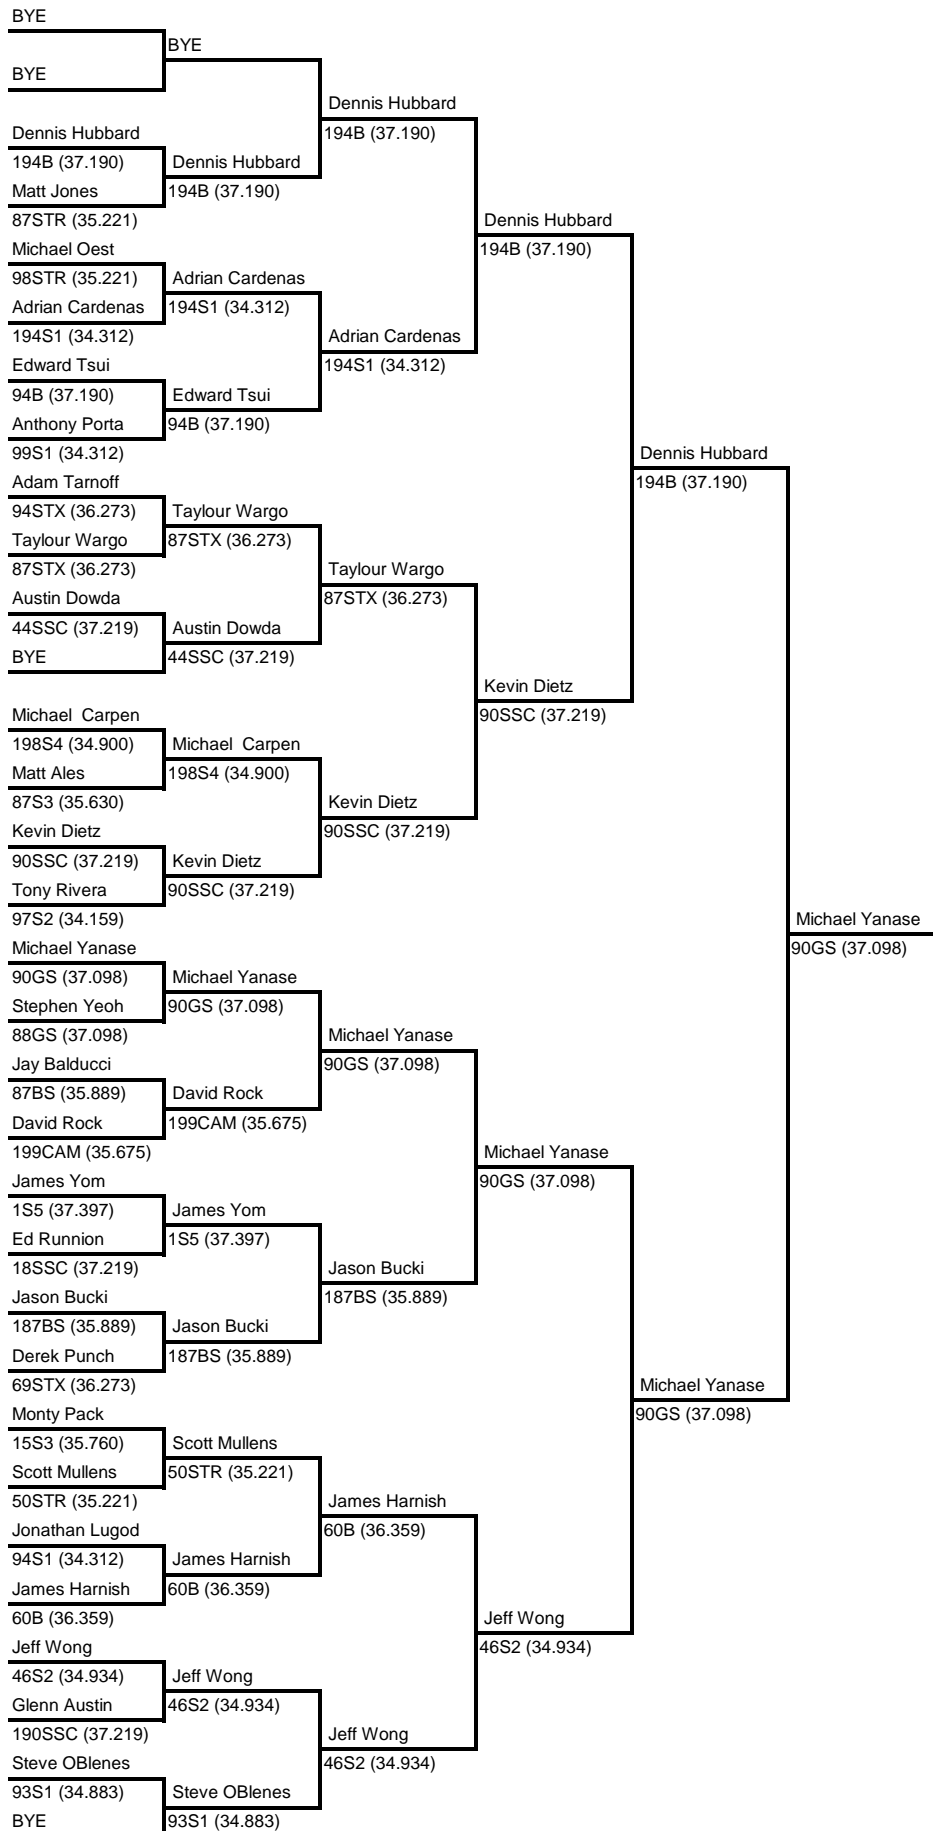 BYE
BYE
BYE
Dennis Hubbard
194B (37.190)
Matt Jones
87STR (35.221)
Michael Oest
98STR (35.221)
Adrian Cardenas
194S1 (34.312)
Edward Tsui
94B (37.190)
Anthony Porta
99S1 (34.312)
Adam Tarnoff
94STX (36.273)
Taylour Wargo
87STX (36.273)
Austin Dowda
44SSC (37.219)
BYE
Michael  Carpen
198S4 (34.900)
Matt Ales
87S3 (35.630)
Kevin Dietz
90SSC (37.219)
Tony Rivera
97S2 (34.159)
Michael Yanase
90GS (37.098)
Stephen Yeoh
88GS (37.098)
Jay Balducci
87BS (35.889)
David Rock
199CAM (35.675)
James Yom
1S5 (37.397)
Ed Runnion
18SSC (37.219)
Jason Bucki
187BS (35.889)
Derek Punch
69STX (36.273)
Monty Pack
15S3 (35.760)
Scott Mullens
50STR (35.221)
Jonathan Lugod
94S1 (34.312)
James Harnish
60B (36.359)
Jeff Wong
46S2 (34.934)
Glenn Austin
190SSC (37.219)
Steve OBlenes
93S1 (34.883)
BYE
Dennis Hubbard
194B (37.190)
Adrian Cardenas
194S1 (34.312)
Edward Tsui
94B (37.190)
Taylour Wargo
87STX (36.273)
Austin Dowda
44SSC (37.219)
Michael  Carpen
198S4 (34.900)
Kevin Dietz
90SSC (37.219)
Michael Yanase
90GS (37.098)
David Rock
199CAM (35.675)
James Yom
1S5 (37.397)
Jason Bucki
187BS (35.889)
Scott Mullens
50STR (35.221)
James Harnish
60B (36.359)
Jeff Wong
46S2 (34.934)
Steve OBlenes
93S1 (34.883)
Dennis Hubbard
194B (37.190)
Adrian Cardenas
194S1 (34.312)
Taylour Wargo
87STX (36.273)
Kevin Dietz
90SSC (37.219)
Michael Yanase
90GS (37.098)
Jason Bucki
187BS (35.889)
James Harnish
60B (36.359)
Jeff Wong
46S2 (34.934)
Dennis Hubbard
194B (37.190)
Kevin Dietz
90SSC (37.219)
Michael Yanase
90GS (37.098)
Jeff Wong
46S2 (34.934)
Dennis Hubbard
194B (37.190)
Michael Yanase
90GS (37.098)
Michael Yanase
90GS (37.098)